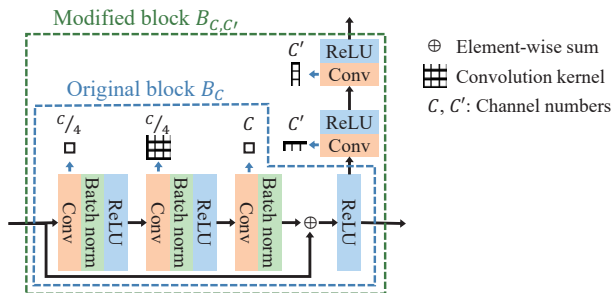 Modified block B_{C,C'}
Original block B_C
C/4
C/4
C
C'
C'
ReLU
Conv
ReLU
Conv
Conv
Batch norm
ReLU
Conv
Batch norm
ReLU
Conv
Batch norm
⊕
ReLU
⊕ Element-wise sum
Convolution kernel
C, C': Channel numbers